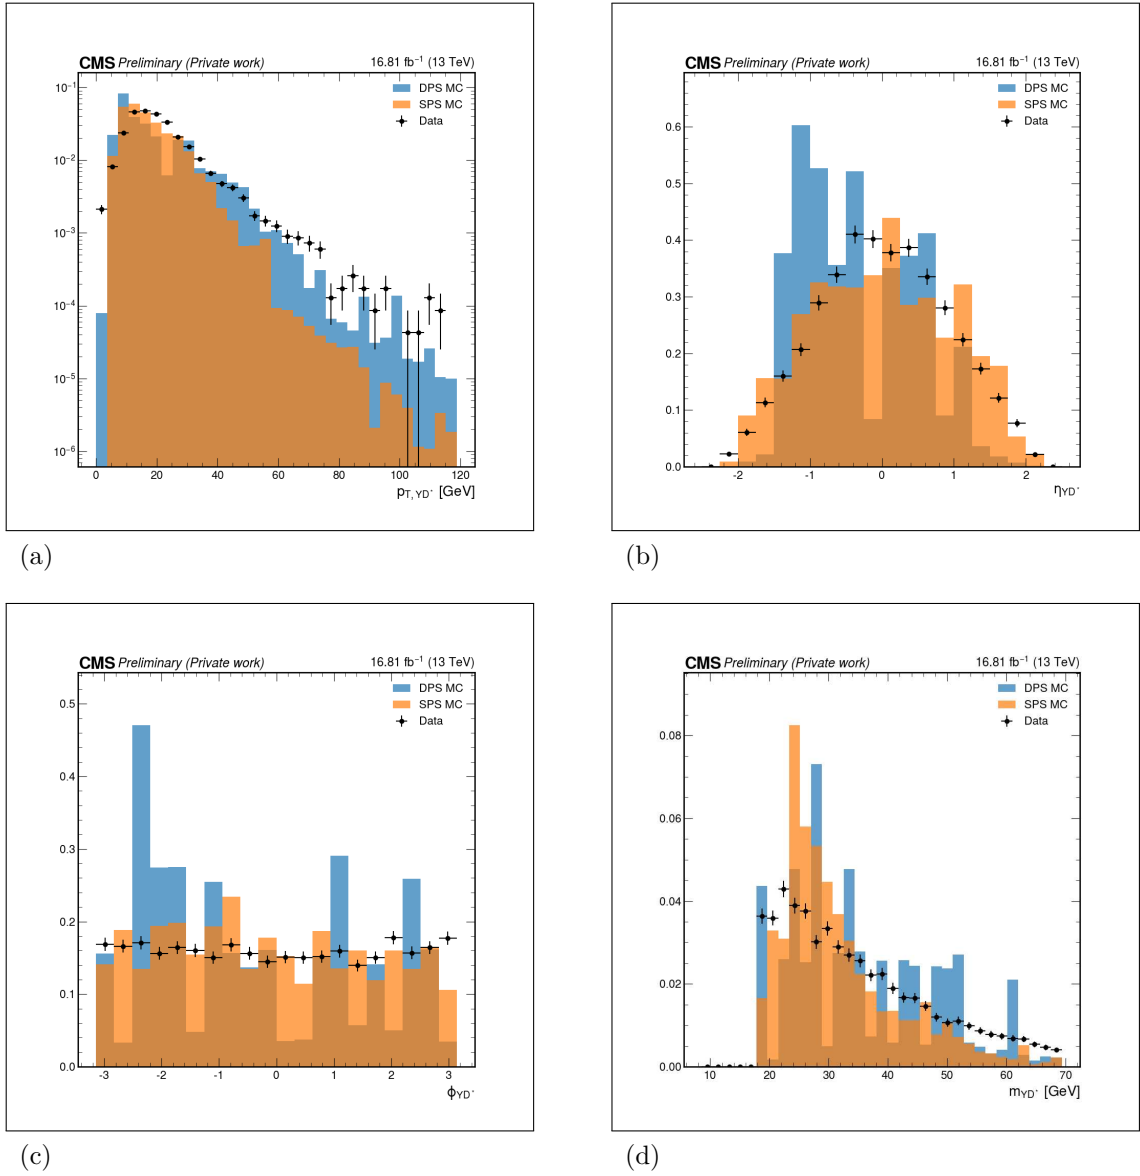 CMS Preliminary (Private work) 16.81 fb⁻¹ (13 TeV)
DPS MC
SPS MC
Data
10⁻¹
10⁻²
10⁻³
10⁻⁴
10⁻⁵
10⁻⁶
0 20 40 60 80 100 120
p_T, YD* [GeV]
(a)
CMS Preliminary (Private work) 16.81 fb⁻¹ (13 TeV)
DPS MC
SPS MC
Data
0.6
0.5
0.4
0.3
0.2
0.1
0.0
-2 -1 0 1 2
η_YD*
(b)
CMS Preliminary (Private work) 16.81 fb⁻¹ (13 TeV)
DPS MC
SPS MC
Data
0.5
0.4
0.3
0.2
0.1
0.0
-3 -2 -1 0 1 2 3
ϕ_YD*
(c)
CMS Preliminary (Private work) 16.81 fb⁻¹ (13 TeV)
DPS MC
SPS MC
Data
0.08
0.06
0.04
0.02
0.00
10 20 30 40 50 60 70
m_YD* [GeV]
(d)